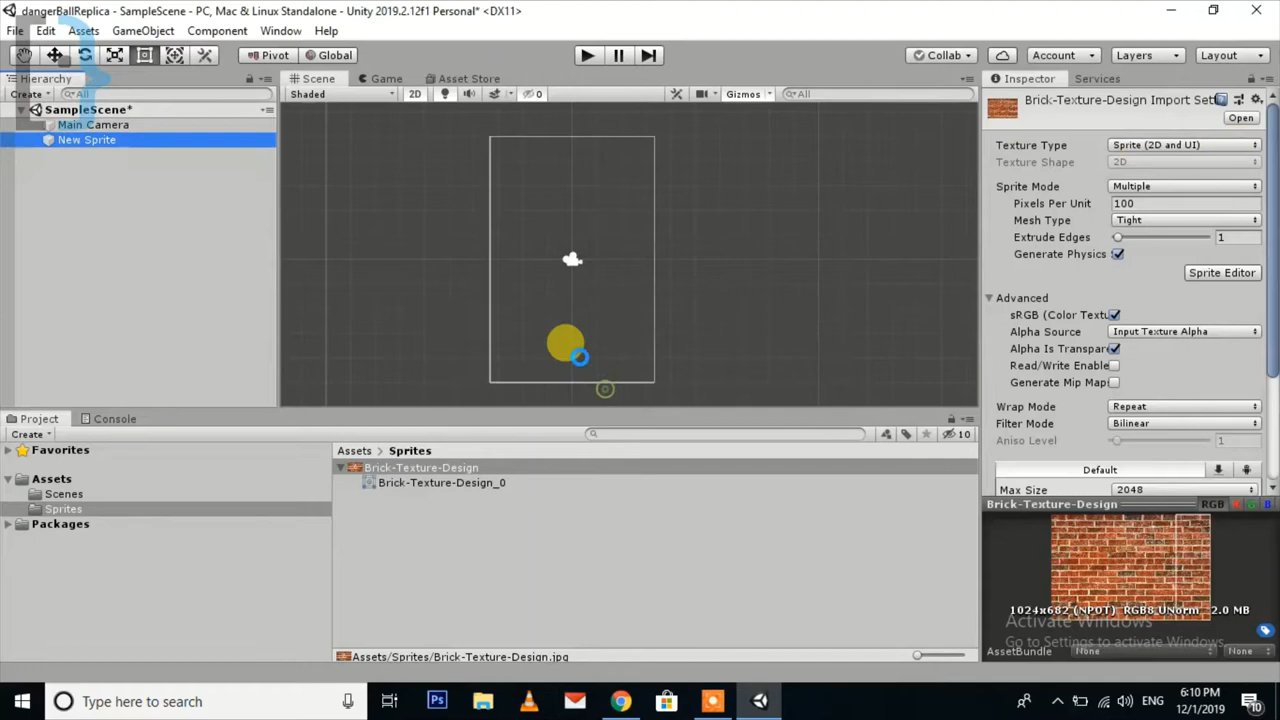 dangerBallReplica - SampleScene - PC, Mac & Linux Standalone - Unity 2019.2.12f1 Personal* <DX11>
File Edit Assets GameObject Component Window Help
Pivot Global Collab Account Layers Layout
Hierarchy Scene Game Asset Store Inspector Services
Create All Shaded 2D 0 Gizmos All
Brick-Texture-Design Import Set
Open
SampleScene*
Main Camera
New Sprite
Texture Type Sprite (2D and UI)
Texture Shape 2D
Sprite Mode Multiple
Pixels Per Unit 100
Mesh Type Tight
Extrude Edges 1
Generate Physics
Sprite Editor
Advanced
sRGB (Color Textu
Alpha Source Input Texture Alpha
Alpha Is Transpar
Read/Write Enable
Generate Mip Map
Wrap Mode Repeat
Filter Mode Bilinear
Aniso Level 1
Default
Max Size 2048
Project Console
Create 10
Favorites
Assets
Scenes
Sprites
Packages
Assets Sprites
Brick-Texture-Design
Brick-Texture-Design_0
Assets/Sprites/Brick-Texture-Design.jpg
Brick-Texture-Design RGB R G B
1024x682 (NPOT) RGB8 UNorm 2.0 MB
Activate Windows
Go to Settings to activate Windows.
AssetBundle None None
Type here to search
Ps
ENG
6:10 PM
12/1/2019
10